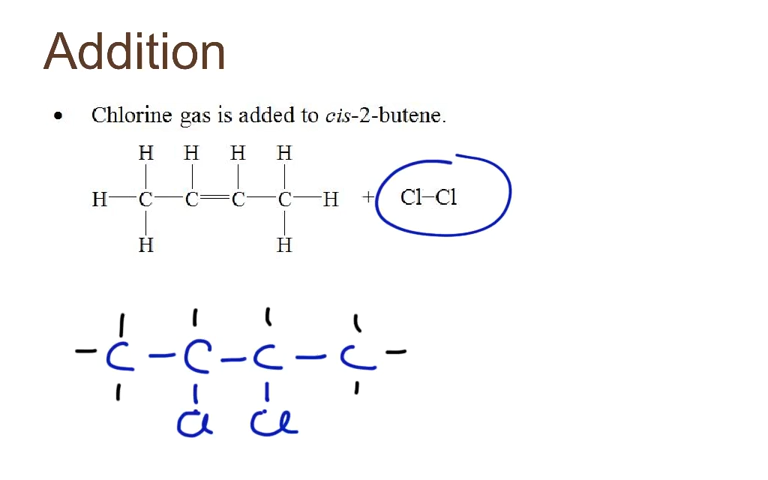 Addition
• Chlorine gas is added to cis-2-butene.
H H H H
H—C—C=C—C—H + Cl–Cl
H H
–C–C–C–C–
Cl Cl